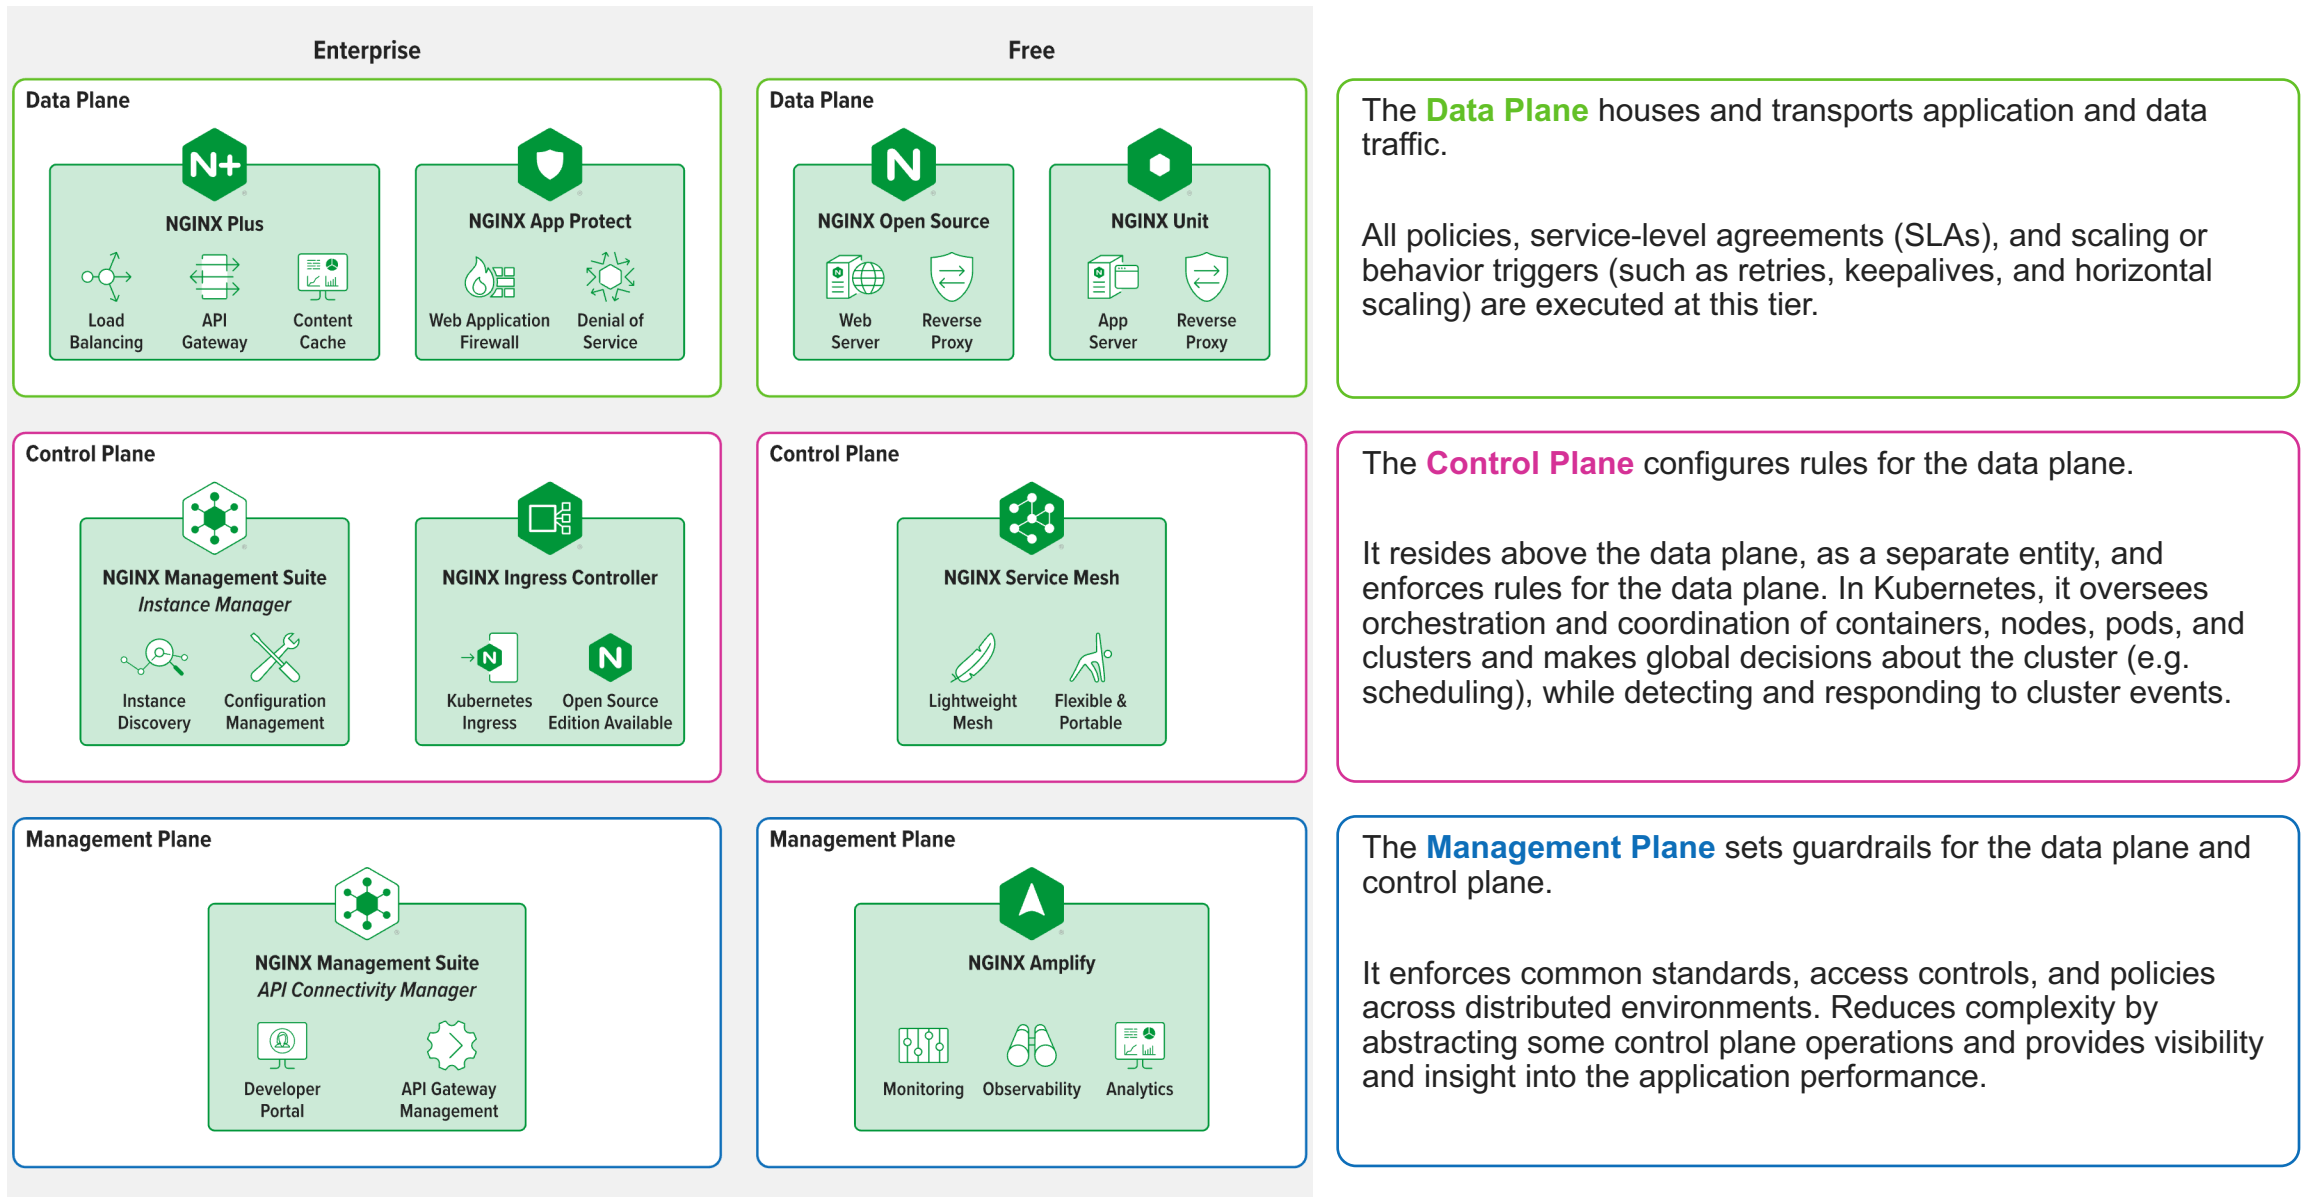 Enterprise
Free
Data Plane
N+
NGINX Plus
Load
Balancing
API
Gateway
Content
Cache
NGINX App Protect
Web Application
Firewall
Denial of
Service
Data Plane
N
NGINX Open Source
N
Web
Server
Reverse
Proxy
NGINX Unit
N
App
Server
Reverse
Proxy
The Data Plane houses and transports application and data
traffic.
All policies, service-level agreements (SLAs), and scaling or
behavior triggers (such as retries, keepalives, and horizontal
scaling) are executed at this tier.
Control Plane
NGINX Management Suite
Instance Manager
Instance
Discovery
Configuration
Management
NGINX Ingress Controller
N
Kubernetes
Ingress
N
Open Source
Edition Available
Control Plane
NGINX Service Mesh
Lightweight
Mesh
Flexible &
Portable
The Control Plane configures rules for the data plane.
It resides above the data plane, as a separate entity, and
enforces rules for the data plane. In Kubernetes, it oversees
orchestration and coordination of containers, nodes, pods, and
clusters and makes global decisions about the cluster (e.g.
scheduling), while detecting and responding to cluster events.
Management Plane
NGINX Management Suite
API Connectivity Manager
Developer
Portal
API Gateway
Management
Management Plane
NGINX Amplify
Monitoring
Observability
Analytics
The Management Plane sets guardrails for the data plane and
control plane.
It enforces common standards, access controls, and policies
across distributed environments. Reduces complexity by
abstracting some control plane operations and provides visibility
and insight into the application performance.